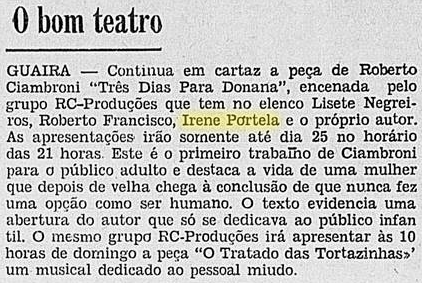 O bom teatro
GUAIRA — Continua em cartaz a peça de Roberto
Ciambroni "Três Dias Para Donana", encenada pelo
grupo RC-Produções que tem no elenco Lisete Negrei-
ros, Roberto Francisco, Irene Portela e o próprio autor.
As apresentações irão somente até dia 25 no horário
das 21 horas. Este é o primeiro trabalho de Ciambroni
para o público adulto e destaca a vida de uma mulher
que depois de velha chega à conclusão de que nunca fez
uma opção como ser humano. O texto evidencia uma
abertura do autor que só se dedicava ao público infan
til. O mesmo grupo RC-Produções irá apresentar às 10
horas de domingo a peça "O Tratado das Tortazinhas»'
um musical dedicado ao pessoal miudo.